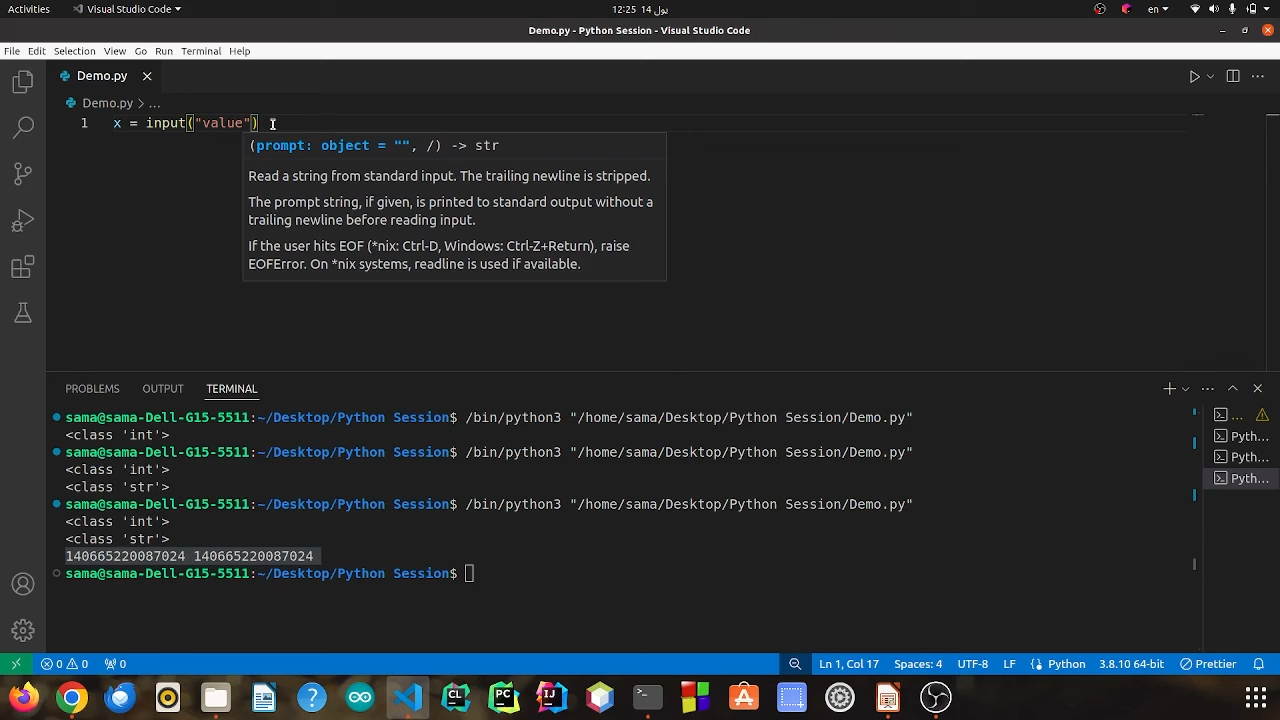 Activities
Visual Studio Code
12:25 14 يول
en
Demo.py - Python Session - Visual Studio Code
File Edit Selection View Go Run Terminal Help
Demo.py
Demo.py > ...
1 x = input("value")
(prompt: object = "", /) -> str
Read a string from standard input. The trailing newline is stripped.
The prompt string, if given, is printed to standard output without a
trailing newline before reading input.
If the user hits EOF (*nix: Ctrl-D, Windows: Ctrl-Z+Return), raise
EOFError. On *nix systems, readline is used if available.
PROBLEMS OUTPUT TERMINAL
sama@sama-Dell-G15-5511:~/Desktop/Python Session$ /bin/python3 "/home/sama/Desktop/Python Session/Demo.py"
<class 'int'>
sama@sama-Dell-G15-5511:~/Desktop/Python Session$ /bin/python3 "/home/sama/Desktop/Python Session/Demo.py"
<class 'int'>
<class 'str'>
sama@sama-Dell-G15-5511:~/Desktop/Python Session$ /bin/python3 "/home/sama/Desktop/Python Session/Demo.py"
<class 'int'>
<class 'str'>
140665220087024 140665220087024
sama@sama-Dell-G15-5511:~/Desktop/Python Session$
...
Pyth...
Pyth...
Pyth...
0 0 0
Ln 1, Col 17 Spaces: 4 UTF-8 LF Python 3.8.10 64-bit Prettier
CL PC IJ